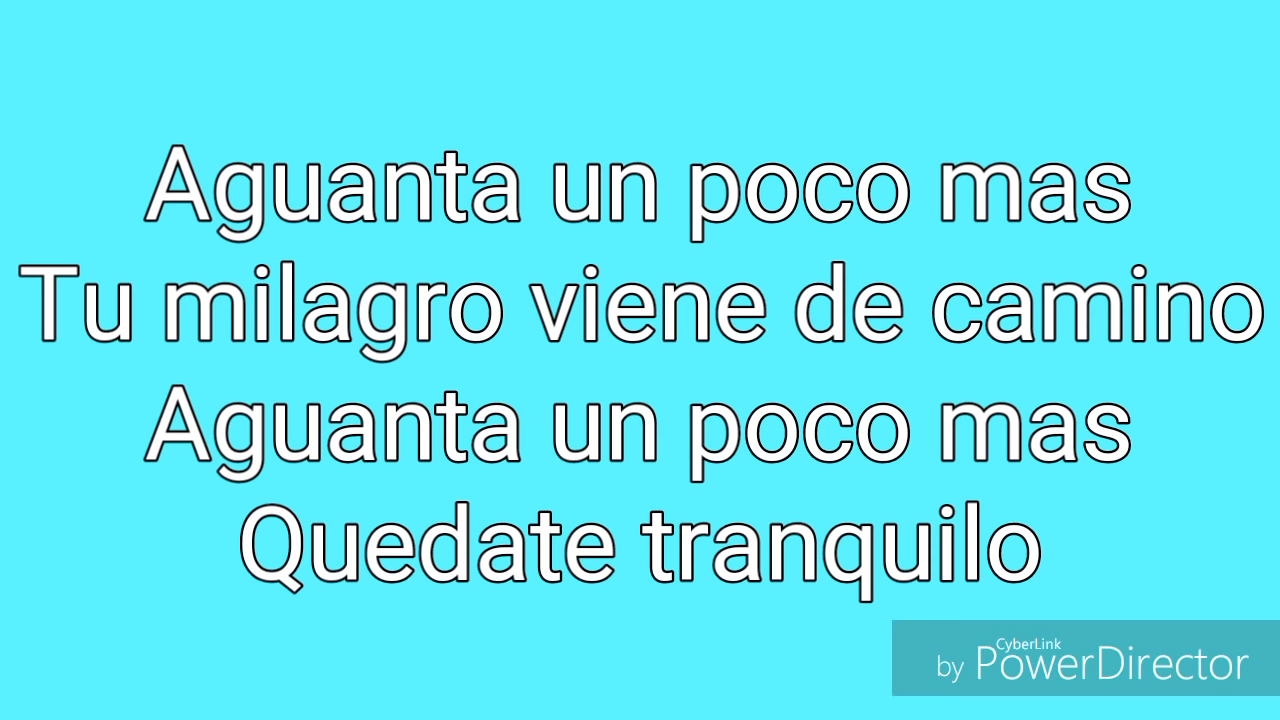 Aguanta un poco mas
Tu milagro viene de camino
Aguanta un poco mas
Quedate tranquilo
CyberLink
by PowerDirector